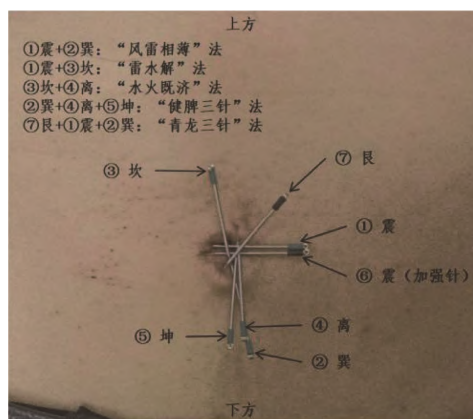 上方
①震+②巽：“风雷相薄”法
①震+③坎：“雷水解”法
③坎+④离：“水火既济”法
②巽+④离+⑤坤：“健脾三针”法
⑦艮+①震+②巽：“青龙三针”法
③ 坎
⑦ 艮
① 震
⑥ 震（加强针）
④ 离
⑤ 坤
② 巽
下方